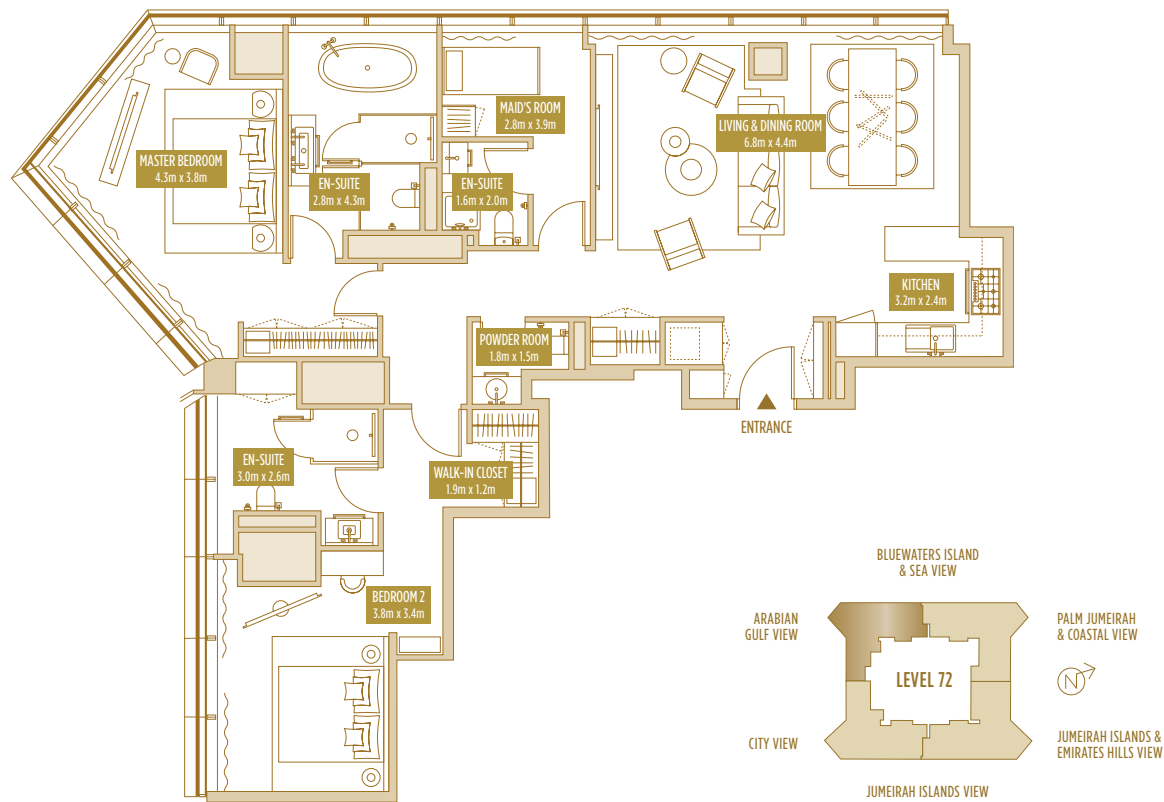 MAID'S ROOM
2.8m x 3.9m
LIVING & DINING ROOM
6.8m x 4.4m
MASTER BEDROOM
4.3m x 3.8m
EN-SUITE
2.8m x 4.3m
EN-SUITE
1.6m x 2.0m
KITCHEN
3.2m x 2.4m
POWDER ROOM
1.8m x 1.5m
ENTRANCE
EN-SUITE
3.0m x 2.6m
WALK-IN CLOSET
1.9m x 1.2m
BEDROOM 2
3.8m x 3.4m
BLUEWATERS ISLAND
& SEA VIEW
ARABIAN
GULF VIEW
PALM JUMEIRAH
& COASTAL VIEW
LEVEL 72
N
CITY VIEW
JUMEIRAH ISLANDS &
EMIRATES HILLS VIEW
JUMEIRAH ISLANDS VIEW